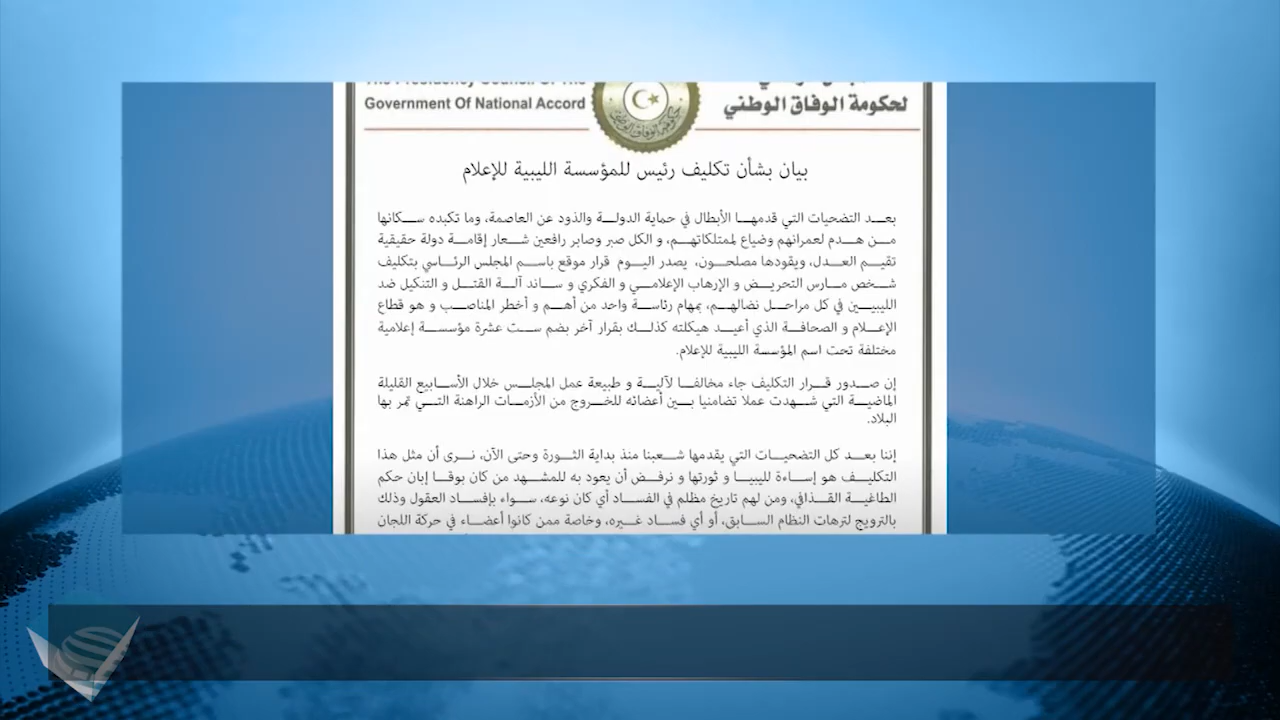 Government Of National Accord
لحكومة الوفاق الوطني
حكومة الوفاق الوطني
بيان بشأن تكليف رئيس للمؤسسة الليبية للإعلام
بعد التضحيات التي قدمها الأبطال في حماية الدولة والذود عن العاصمة، وما تكبده سكانها
من هدم لعمرانهم وضياع لممتلكاتهم، و الكل صبر وصابر رافعين شعار إقامة دولة حقيقية
تقيم العدل، ويقودها مصلحون، يصدر اليوم قرار موقع باسم المجلس الرئاسي بتكليف
شخص مارس التحريض و الإرهاب الإعلامي و الفكري و ساند آلة القتل و التنكيل ضد
الليبيين في كل مراحل نضالهم، بمهام رئاسة واحد من أهم و أخطر المناصب و هو قطاع
الإعلام و الصحافة الذي أعيد هيكلته كذلك بقرار آخر بضم ست عشرة مؤسسة إعلامية
مختلفة تحت اسم المؤسسة الليبية للإعلام.
إن صدور قرار التكليف جاء مخالفا لآلية و طبيعة عمل المجلس خلال الأسابيع القليلة
الماضية التي شهدت عملا تضامنيا بين أعضائه للخروج من الأزمات الراهنة التي تمر بها
البلاد.
إننا بعد كل التضحيات التي يقدمها شعبنا منذ بداية الثورة وحتى الآن، نرى أن مثل هذا
التكليف هو إساءة لليبيا و ثورتها و نرفض أن يعود به للمشهد من كان بوقا إبان حكم
الطاغية القذافي، ومن لهم تاريخ مظلم في الفساد أي كان نوعه، سواء بإفساد العقول وذلك
بالترويج لترهات النظام السابق، أو أي فساد غيره، وخاصة ممن كانوا أعضاء في حركة اللجان